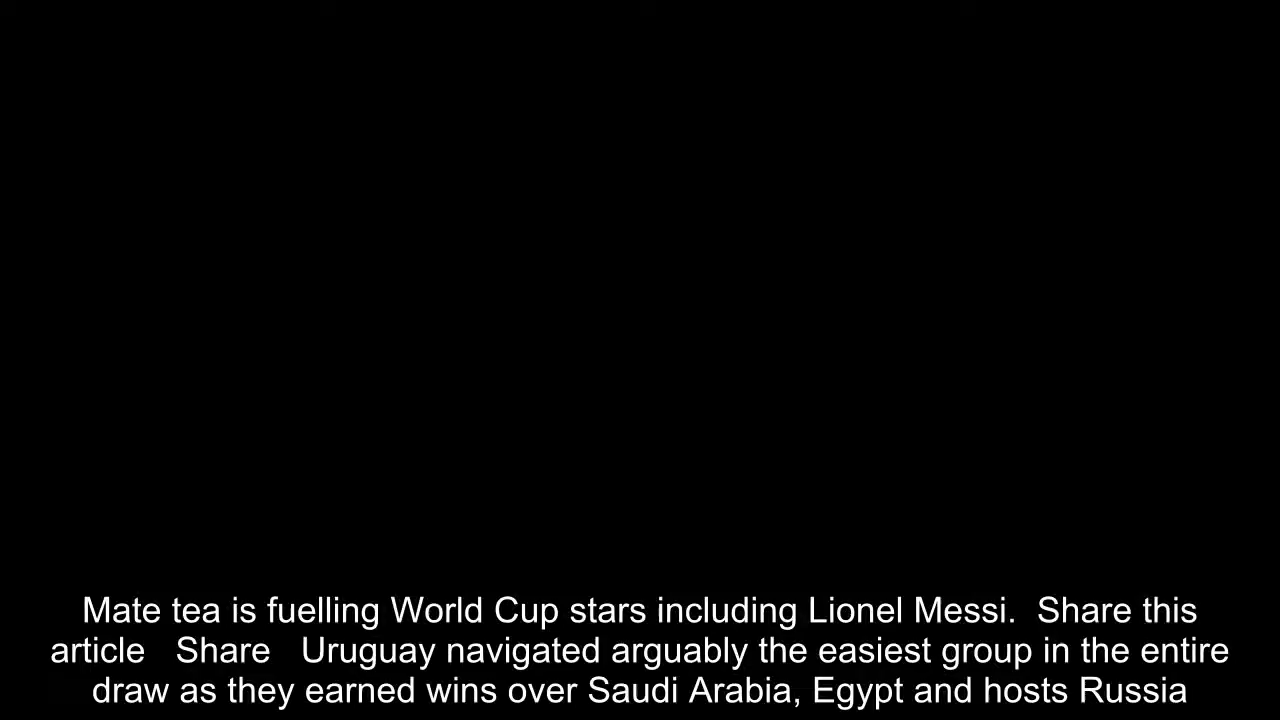 Mate tea is fuelling World Cup stars including Lionel Messi.  Share this
article   Share   Uruguay navigated arguably the easiest group in the entire
draw as they earned wins over Saudi Arabia, Egypt and hosts Russia